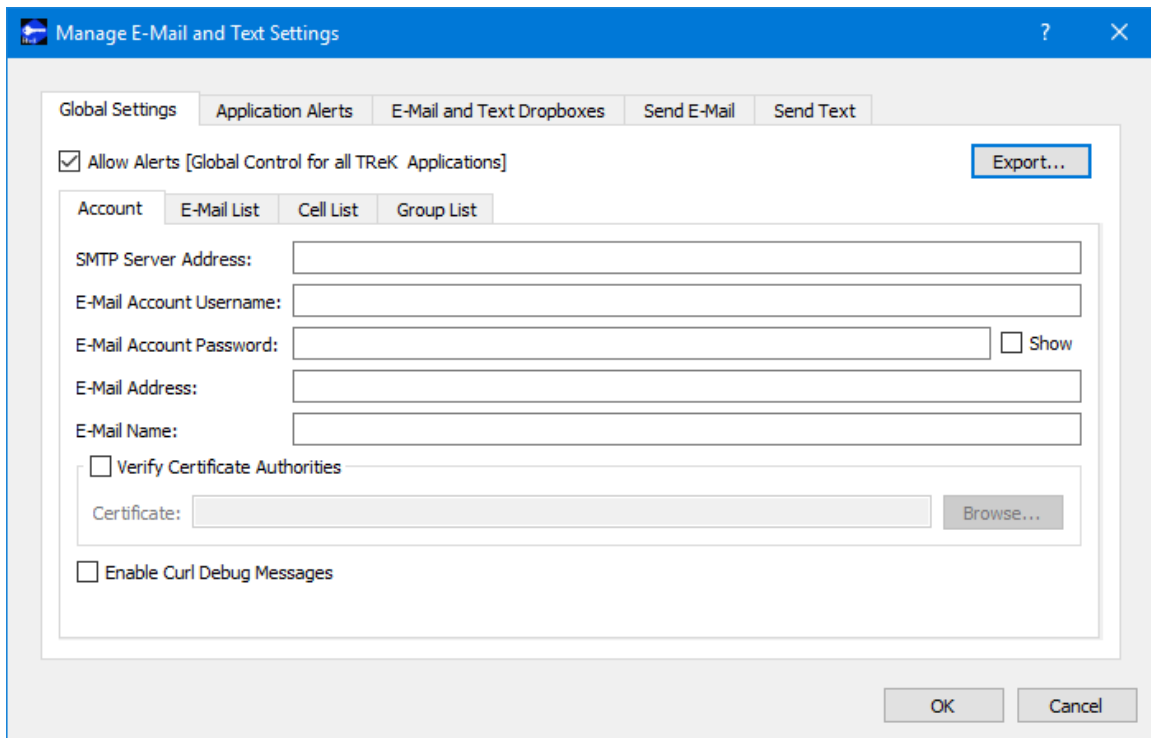 Manage E-Mail and Text Settings ?
Global Settings Application Alerts E-Mail and Text Dropboxes Send E-Mail Send Text
Allow Alerts [Global Control for all TReK Applications] Export...
Account E-Mail List Cell List Group List
SMTP Server Address:
E-Mail Account Username:
E-Mail Account Password: Show
E-Mail Address:
E-Mail Name:
Verify Certificate Authorities
Certificate: Browse...
Enable Curl Debug Messages
OK Cancel